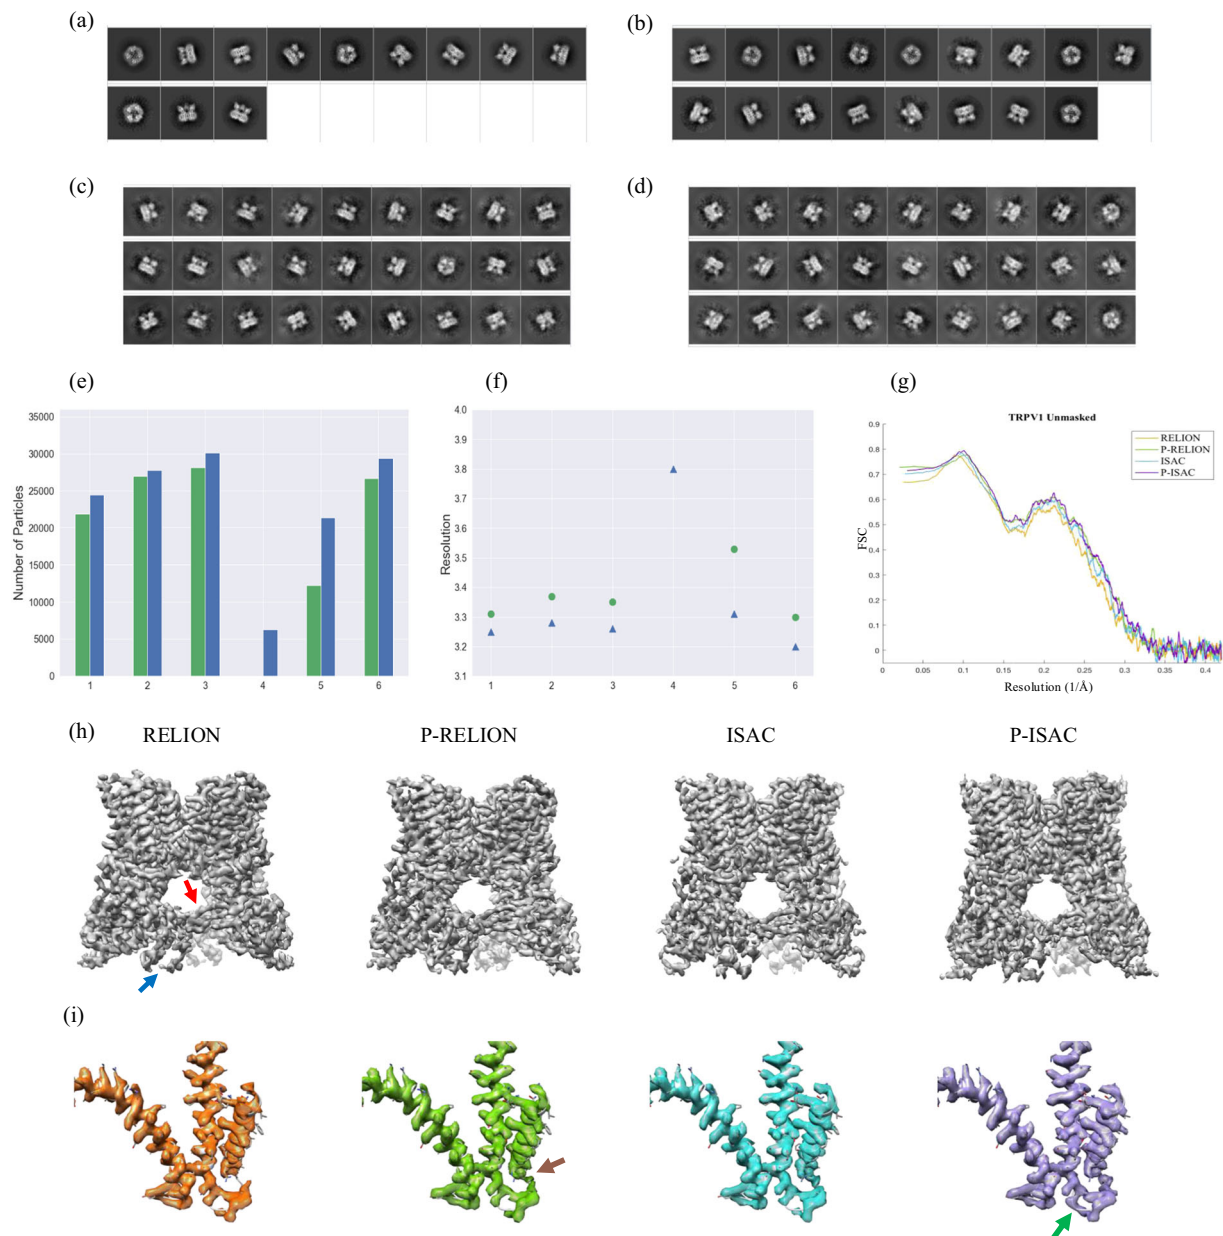 (a)
(b)
(c)
(d)
(e)
(f)
(g)
35000
30000
25000
20000
15000
10000
5000
0
Number of Particles
1 2 3 4 5 6
4.0
3.9
3.8
3.7
3.6
3.5
3.4
3.3
3.2
3.1
Resolution
1 2 3 4 5 6
TRPV1 Unmasked
0.9
0.8
0.7
0.6
0.5
0.4
0.3
0.2
0.1
0
FSC
RELION
P-RELION
ISAC
P-ISAC
0 0.05 0.1 0.15 0.2 0.25 0.3 0.35 0.4
Resolution (1/Å)
(h)
RELION P-RELION ISAC P-ISAC
(i)